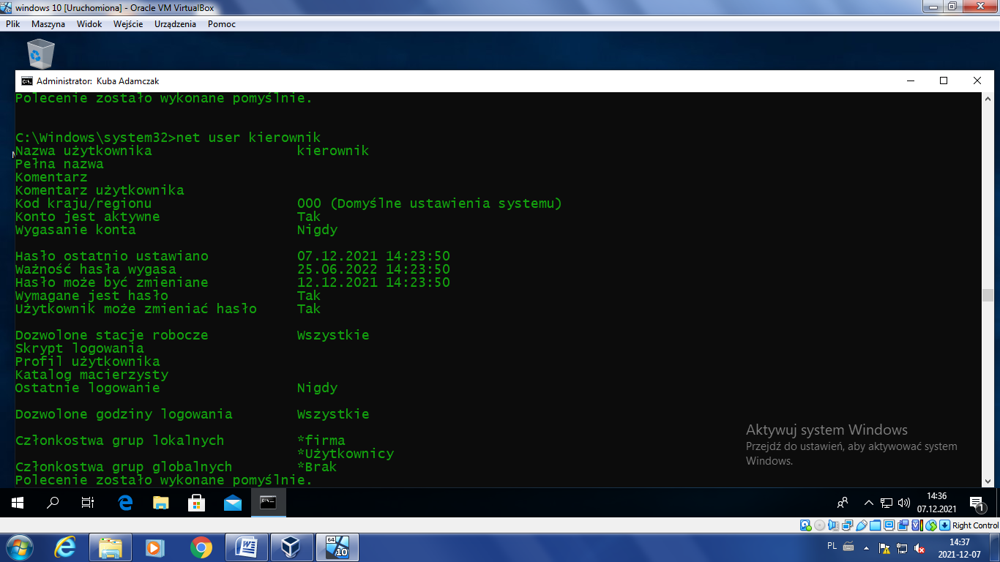 windows 10 [Uruchomiona] - Oracle VM VirtualBox
Plik Maszyna Widok Wejście Urządzenia Pomoc
Administrator: Kuba Adamczak
Polecenie zostało wykonane pomyślnie.
C:\Windows\system32>net user kierownik
Nazwa użytkownika kierownik
Pełna nazwa
Komentarz
Komentarz użytkownika
Kod kraju/regionu 000 (Domyślne ustawienia systemu)
Konto jest aktywne Tak
Wygasanie konta Nigdy
Hasło ostatnio ustawiano 07.12.2021 14:23:50
Ważność hasła wygasa 25.06.2022 14:23:50
Hasło może być zmieniane 12.12.2021 14:23:50
Wymagane jest hasło Tak
Użytkownik może zmieniać hasło Tak
Dozwolone stacje robocze Wszystkie
Skrypt logowania
Profil użytkownika
Katalog macierzysty
Ostatnie logowanie Nigdy
Dozwolone godziny logowania Wszystkie
Członkostwa grup lokalnych *firma
*Użytkownicy
Członkostwa grup globalnych *Brak
Polecenie zostało wykonane pomyślnie.
Aktywuj system Windows
Przejdź do ustawień, aby aktywować system
Windows.
14:36
07.12.2021
1
Right Control
64
10
PL
14:37
2021-12-07